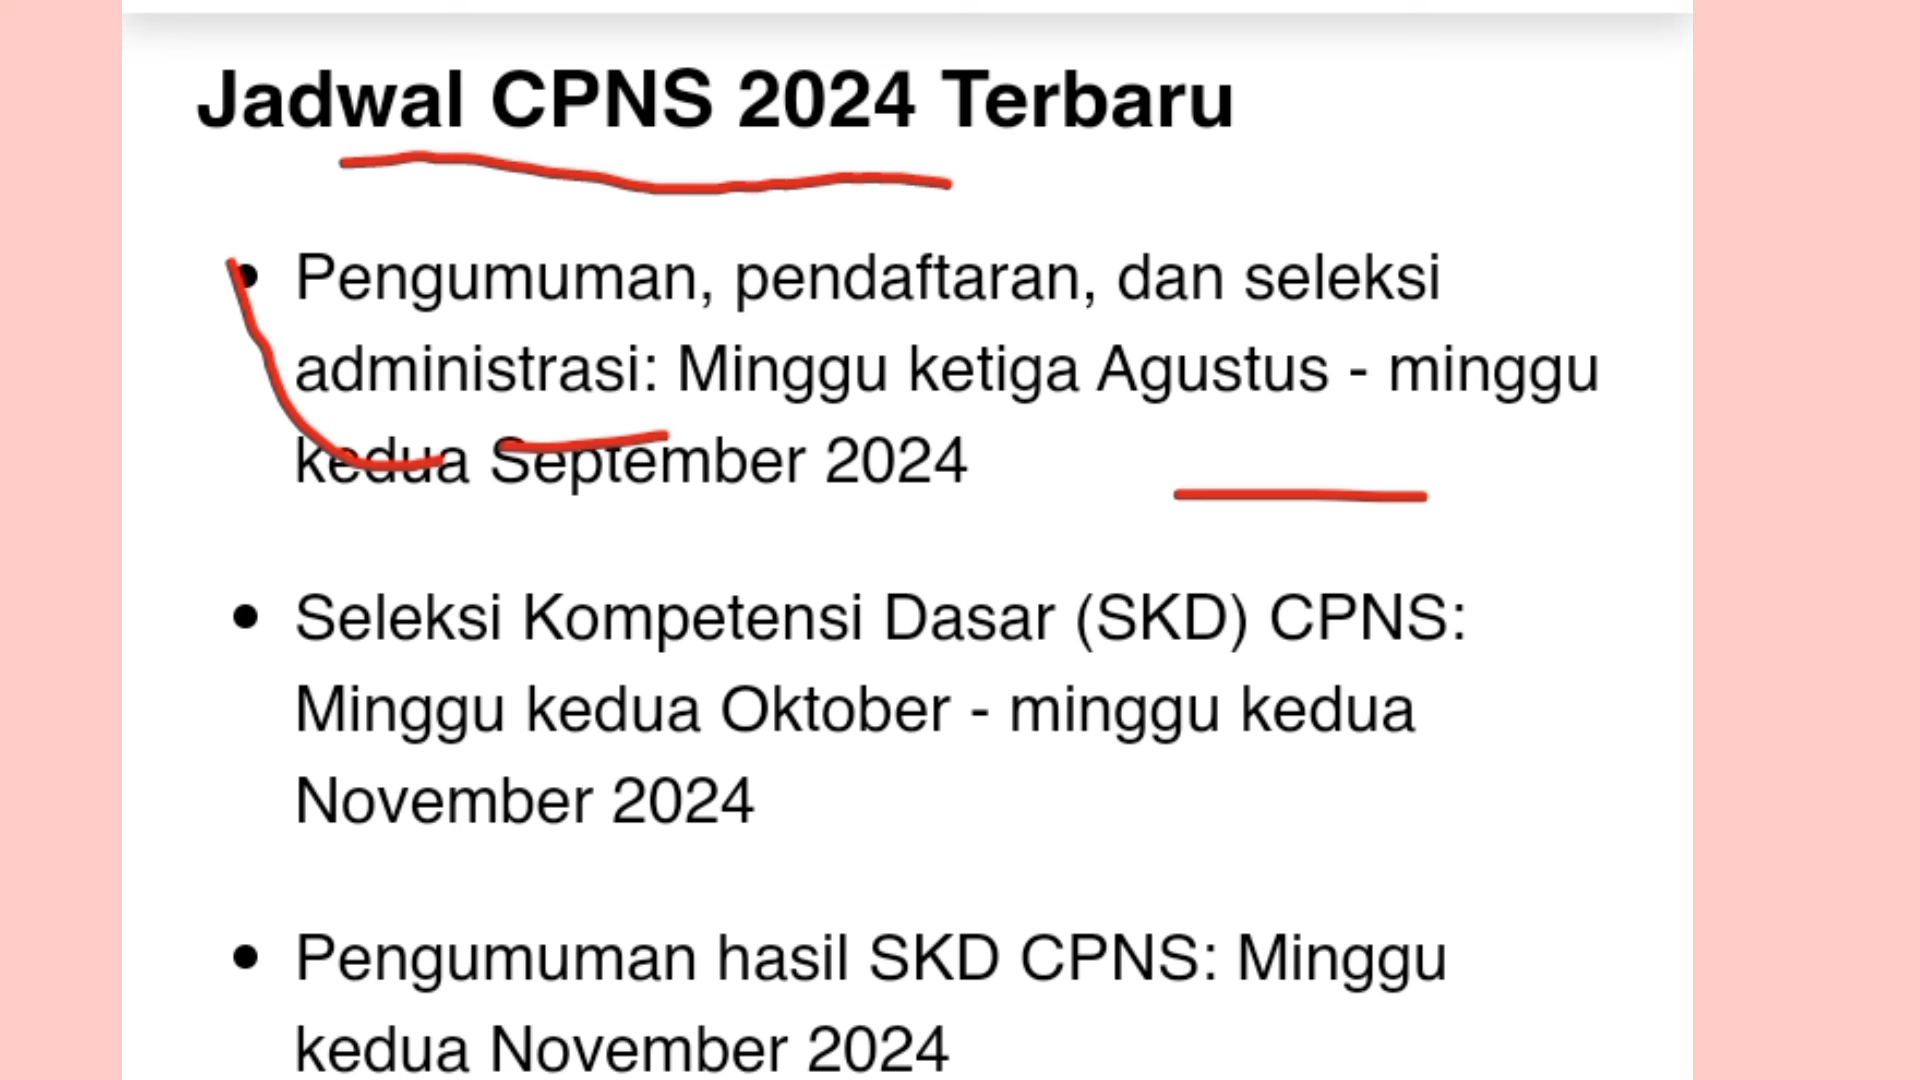 Jadwal CPNS 2024 Terbaru
• Pengumuman, pendaftaran, dan seleksi
administrasi: Minggu ketiga Agustus - minggu
kedua September 2024
• Seleksi Kompetensi Dasar (SKD) CPNS:
Minggu kedua Oktober - minggu kedua
November 2024
• Pengumuman hasil SKD CPNS: Minggu
kedua November 2024